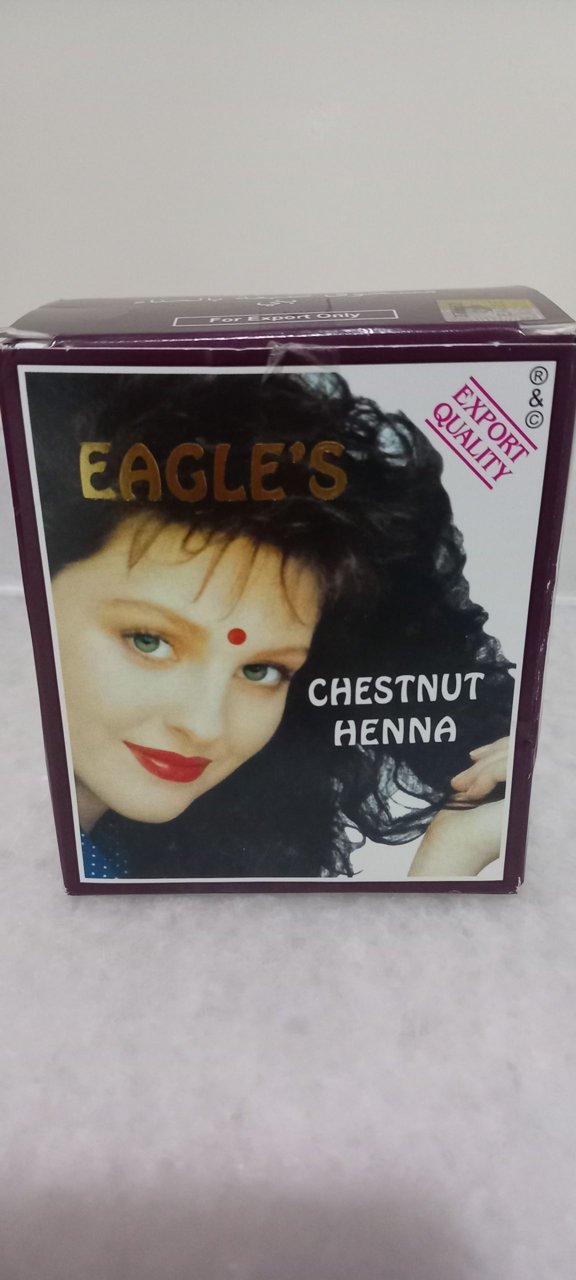 For Export Only
EAGLE'S
EXPORT
QUALITY
®
&
©
CHESTNUT
HENNA